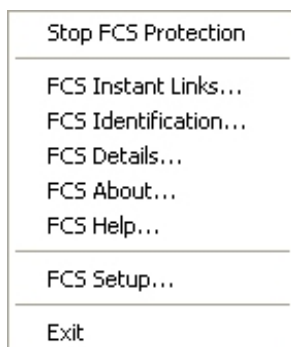 Stop FCS Protection
FCS Instant Links...
FCS Identification...
FCS Details...
FCS About...
FCS Help...
FCS Setup...
Exit